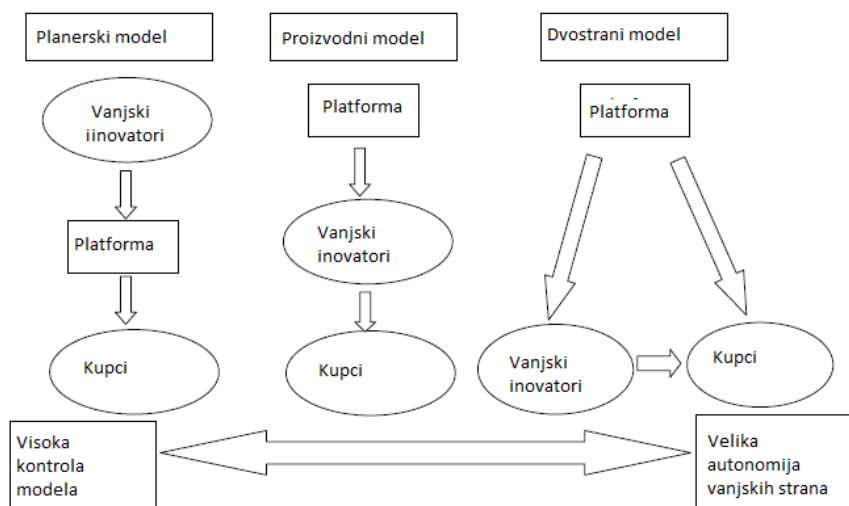 Planerski model
Proizvodni model
Dvostrani model
Vanjski
iinovatori
Platforma
Kupci
Platforma
Vanjski
inovatori
Kupci
Platforma
Vanjski
inovatori
Kupci
Visoka
kontrola
modela
Velika
autonomija
vanjskih strana